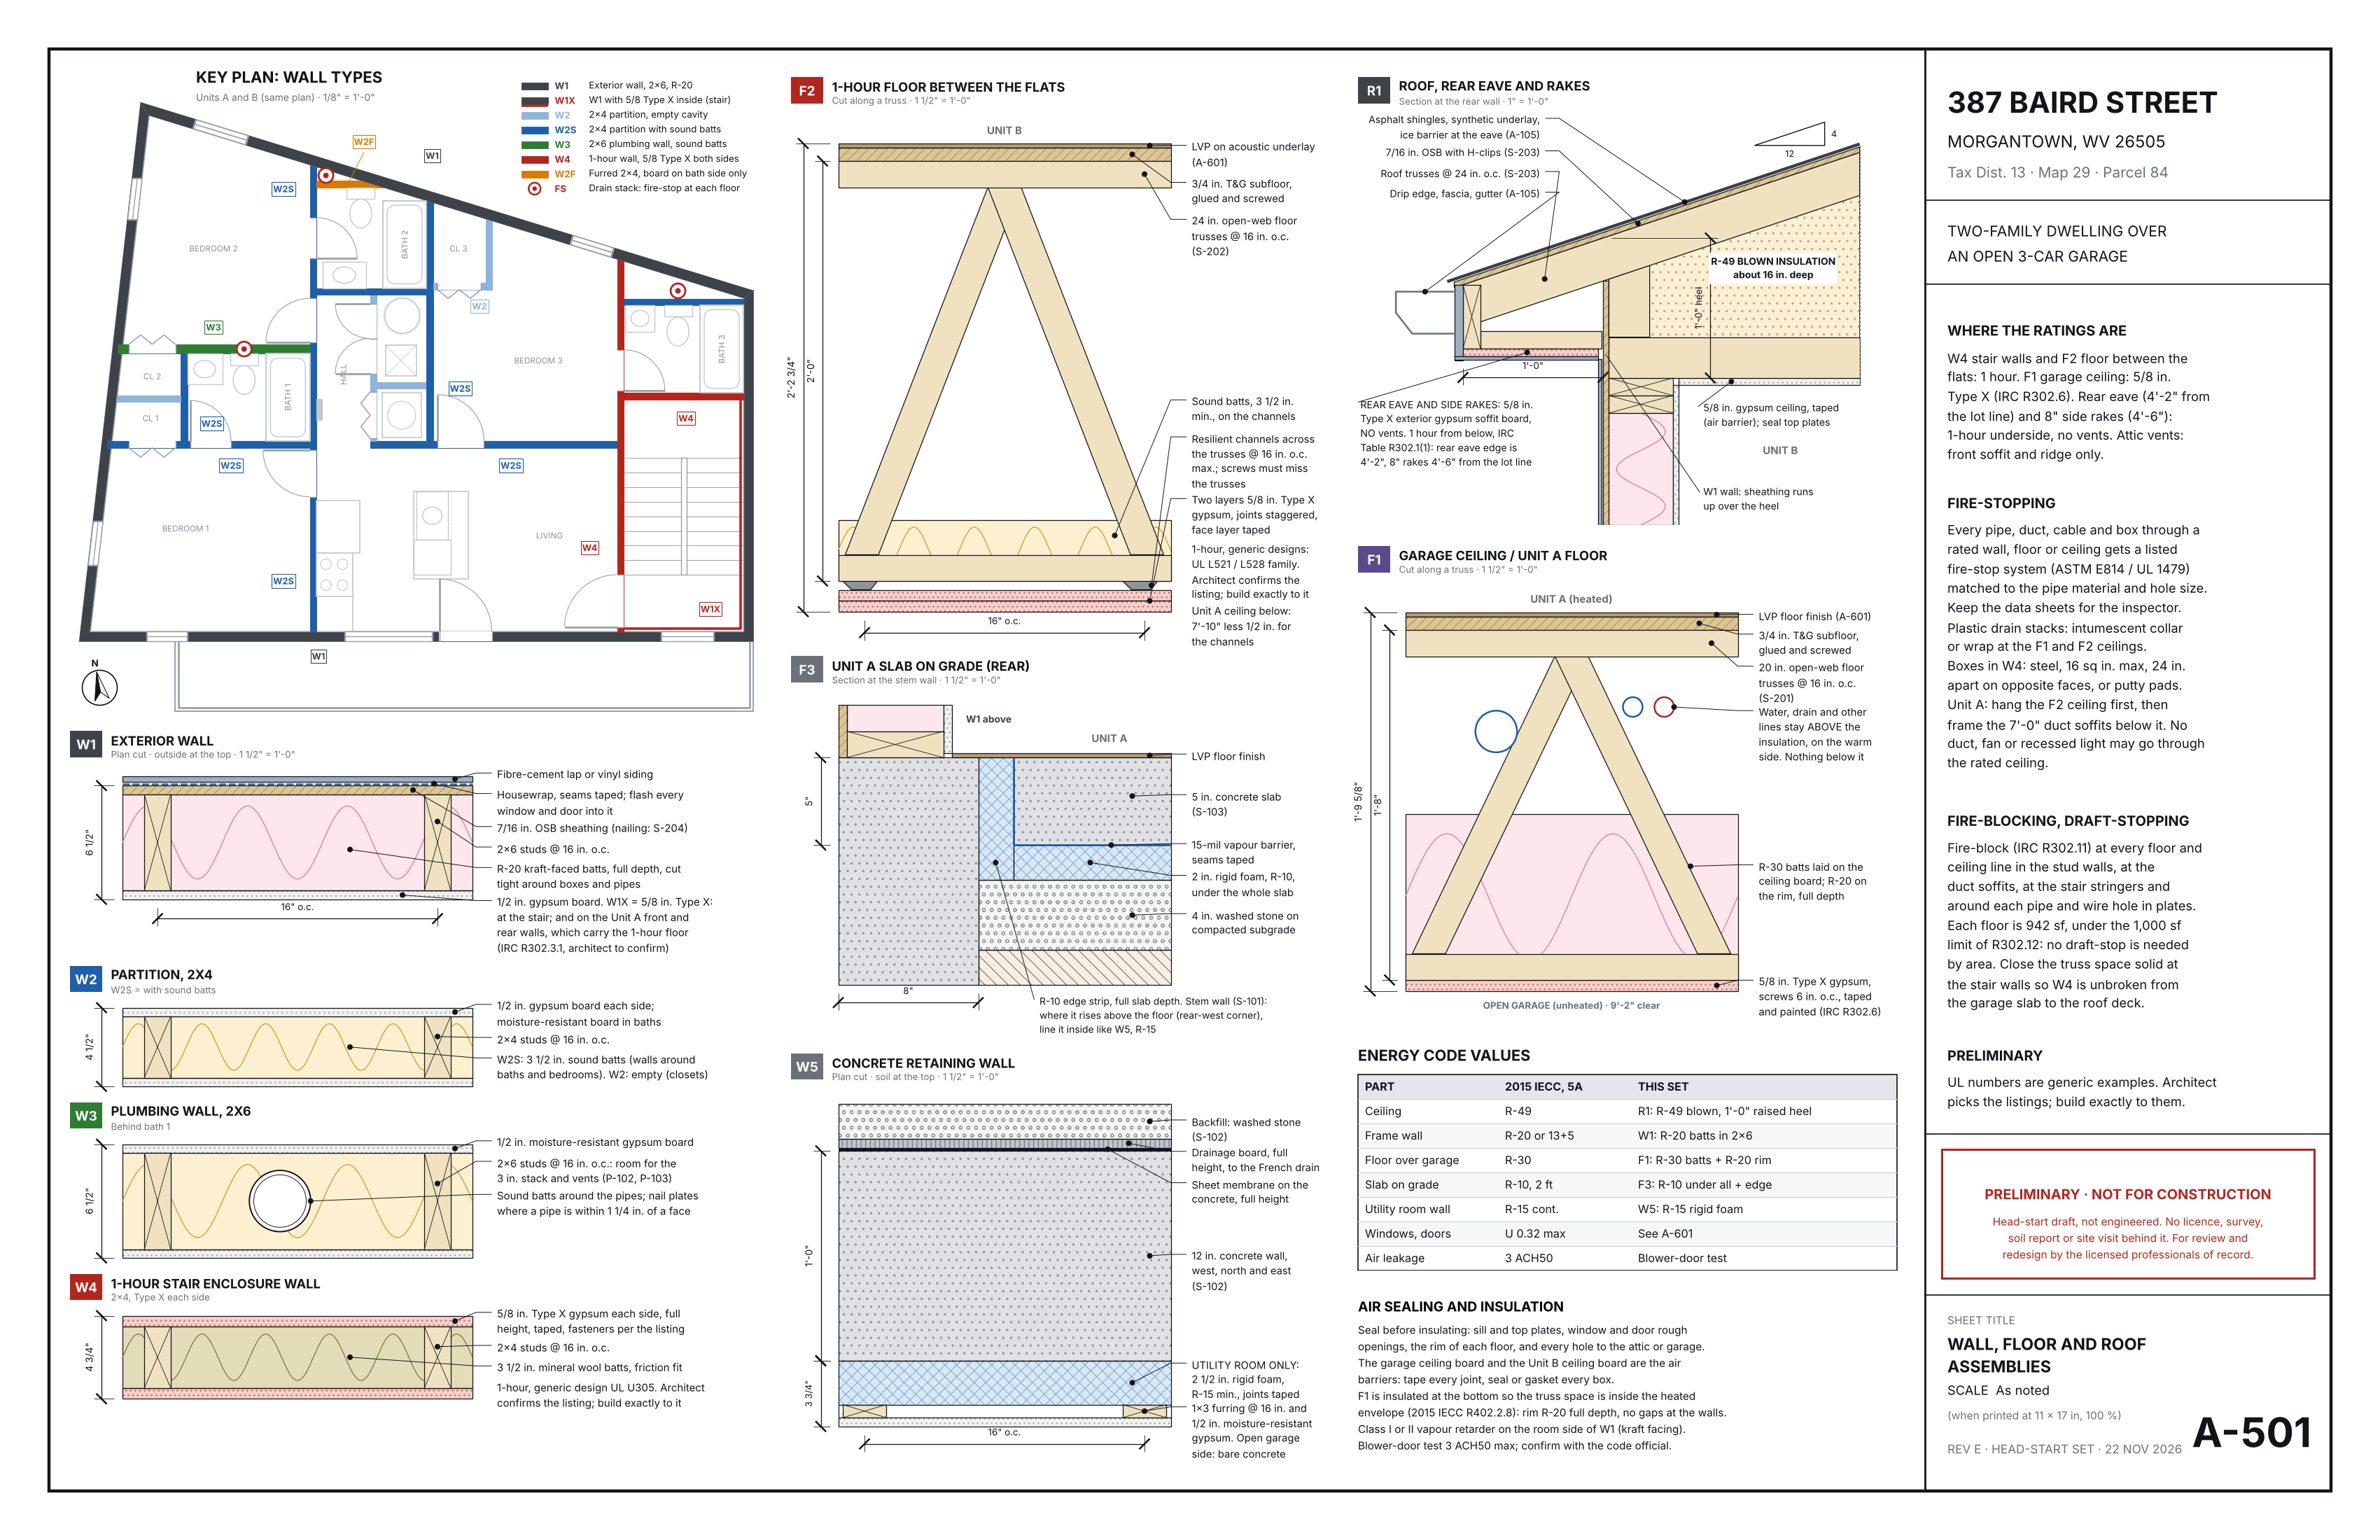 KEY PLAN: WALL TYPES
Units A and B (same plan) · 1/8" = 1'-0"
W1 Exterior wall, 2×6, R-20
W1X W1 with 5/8 Type X inside (stair)
W2 2×4 partition, empty cavity
W2S 2×4 partition with sound batts
W3 2×6 plumbing wall, sound batts
W4 1-hour wall, 5/8 Type X both sides
W2F Furred 2×4, board on bath side only
FS Drain stack: fire-stop at each floor
W2F
W1
W2S
BEDROOM 2
BATH 2
CL 3
W2
W3
BEDROOM 3
BATH 3
HALL
CL 2
BATH 1
W2S
CL 1
W2S
W4
W2S
W2S
BEDROOM 1
LIVING
W4
W2S
W1X
W1
N
W1
EXTERIOR WALL
Plan cut · outside at the top · 1 1/2" = 1'-0"
Fibre-cement lap or vinyl siding
Housewrap, seams taped; flash every
window and door into it
7/16 in. OSB sheathing (nailing: S-204)
2×6 studs @ 16 in. o.c.
R-20 kraft-faced batts, full depth, cut
tight around boxes and pipes
1/2 in. gypsum board. W1X = 5/8 in. Type X:
at the stair; and on the Unit A front and
rear walls, which carry the 1-hour floor
(IRC R302.3.1, architect to confirm)
6 1/2"
16" o.c.
W2
PARTITION, 2X4
W2S = with sound batts
1/2 in. gypsum board each side;
moisture-resistant board in baths
2×4 studs @ 16 in. o.c.
W2S: 3 1/2 in. sound batts (walls around
baths and bedrooms). W2: empty (closets)
4 1/2"
W3
PLUMBING WALL, 2X6
Behind bath 1
1/2 in. moisture-resistant gypsum board
2×6 studs @ 16 in. o.c.: room for the
3 in. stack and vents (P-102, P-103)
Sound batts around the pipes; nail plates
where a pipe is within 1 1/4 in. of a face
6 1/2"
W4
1-HOUR STAIR ENCLOSURE WALL
2×4, Type X each side
5/8 in. Type X gypsum each side, full
height, taped, fasteners per the listing
2×4 studs @ 16 in. o.c.
3 1/2 in. mineral wool batts, friction fit
1-hour, generic design UL U305. Architect
confirms the listing; build exactly to it
4 3/4"
F2
1-HOUR FLOOR BETWEEN THE FLATS
Cut along a truss · 1 1/2" = 1'-0"
UNIT B
LVP on acoustic underlay
(A-601)
3/4 in. T&G subfloor,
glued and screwed
24 in. open-web floor
trusses @ 16 in. o.c.
(S-202)
Sound batts, 3 1/2 in.
min., on the channels
Resilient channels across
the trusses @ 16 in. o.c.
max.; screws must miss
the trusses
Two layers 5/8 in. Type X
gypsum, joints staggered,
face layer taped
1-hour, generic designs:
UL L521 / L528 family.
Architect confirms the
listing; build exactly to it
Unit A ceiling below:
7'-10" less 1/2 in. for
the channels
2'-2 3/4"
2'-0"
16" o.c.
F3
UNIT A SLAB ON GRADE (REAR)
Section at the stem wall · 1 1/2" = 1'-0"
W1 above
UNIT A
LVP floor finish
5 in. concrete slab
(S-103)
15-mil vapour barrier,
seams taped
2 in. rigid foam, R-10,
under the whole slab
4 in. washed stone on
compacted subgrade
5"
8"
R-10 edge strip, full slab depth. Stem wall (S-101):
where it rises above the floor (rear-west corner),
line it inside like W5, R-15
W5
CONCRETE RETAINING WALL
Plan cut · soil at the top · 1 1/2" = 1'-0"
Backfill: washed stone
(S-102)
Drainage board, full
height, to the French drain
Sheet membrane on the
concrete, full height
12 in. concrete wall,
west, north and east
(S-102)
UTILITY ROOM ONLY:
2 1/2 in. rigid foam,
R-15 min., joints taped
1×3 furring @ 16 in. and
1/2 in. moisture-resistant
gypsum. Open garage
side: bare concrete
1'-0"
3 3/4"
16" o.c.
R1
ROOF, REAR EAVE AND RAKES
Section at the rear wall · 1" = 1'-0"
Asphalt shingles, synthetic underlay,
ice barrier at the eave (A-105)
7/16 in. OSB with H-clips (S-203)
Roof trusses @ 24 in. o.c. (S-203)
Drip edge, fascia, gutter (A-105)
4
12
R-49 BLOWN INSULATION
about 16 in. deep
1'-0" heel
1'-0"
REAR EAVE AND SIDE RAKES: 5/8 in.
Type X exterior gypsum soffit board,
NO vents. 1 hour from below, IRC
Table R302.1(1): rear eave edge is
4'-2", 8" rakes 4'-6" from the lot line
5/8 in. gypsum ceiling, taped
(air barrier); seal top plates
UNIT B
W1 wall: sheathing runs
up over the heel
F1
GARAGE CEILING / UNIT A FLOOR
Cut along a truss · 1 1/2" = 1'-0"
UNIT A (heated)
LVP floor finish (A-601)
3/4 in. T&G subfloor,
glued and screwed
20 in. open-web floor
trusses @ 16 in. o.c.
(S-201)
Water, drain and other
lines stay ABOVE the
insulation, on the warm
side. Nothing below it
R-30 batts laid on the
ceiling board; R-20 on
the rim, full depth
5/8 in. Type X gypsum,
screws 6 in. o.c., taped
and painted (IRC R302.6)
1'-9 5/8"
1'-8"
OPEN GARAGE (unheated) · 9'-2" clear
ENERGY CODE VALUES
PART 2015 IECC, 5A THIS SET
Ceiling R-49 R1: R-49 blown, 1'-0" raised heel
Frame wall R-20 or 13+5 W1: R-20 batts in 2×6
Floor over garage R-30 F1: R-30 batts + R-20 rim
Slab on grade R-10, 2 ft F3: R-10 under all + edge
Utility room wall R-15 cont. W5: R-15 rigid foam
Windows, doors U 0.32 max See A-601
Air leakage 3 ACH50 Blower-door test
AIR SEALING AND INSULATION
Seal before insulating: sill and top plates, window and door rough
openings, the rim of each floor, and every hole to the attic or garage.
The garage ceiling board and the Unit B ceiling board are the air
barriers: tape every joint, seal or gasket every box.
F1 is insulated at the bottom so the truss space is inside the heated
envelope (2015 IECC R402.2.8): rim R-20 full depth, no gaps at the walls.
Class I or II vapour retarder on the room side of W1 (kraft facing).
Blower-door test 3 ACH50 max; confirm with the code official.
387 BAIRD STREET
MORGANTOWN, WV 26505
Tax Dist. 13 · Map 29 · Parcel 84
TWO-FAMILY DWELLING OVER
AN OPEN 3-CAR GARAGE
WHERE THE RATINGS ARE
W4 stair walls and F2 floor between the
flats: 1 hour. F1 garage ceiling: 5/8 in.
Type X (IRC R302.6). Rear eave (4'-2" from
the lot line) and 8" side rakes (4'-6"):
1-hour underside, no vents. Attic vents:
front soffit and ridge only.
FIRE-STOPPING
Every pipe, duct, cable and box through a
rated wall, floor or ceiling gets a listed
fire-stop system (ASTM E814 / UL 1479)
matched to the pipe material and hole size.
Keep the data sheets for the inspector.
Plastic drain stacks: intumescent collar
or wrap at the F1 and F2 ceilings.
Boxes in W4: steel, 16 sq in. max, 24 in.
apart on opposite faces, or putty pads.
Unit A: hang the F2 ceiling first, then
frame the 7'-0" duct soffits below it. No
duct, fan or recessed light may go through
the rated ceiling.
FIRE-BLOCKING, DRAFT-STOPPING
Fire-block (IRC R302.11) at every floor and
ceiling line in the stud walls, at the
duct soffits, at the stair stringers and
around each pipe and wire hole in plates.
Each floor is 942 sf, under the 1,000 sf
limit of R302.12: no draft-stop is needed
by area. Close the truss space solid at
the stair walls so W4 is unbroken from
the garage slab to the roof deck.
PRELIMINARY
UL numbers are generic examples. Architect
picks the listings; build exactly to them.
PRELIMINARY · NOT FOR CONSTRUCTION
Head-start draft, not engineered. No licence, survey,
soil report or site visit behind it. For review and
redesign by the licensed professionals of record.
SHEET TITLE
WALL, FLOOR AND ROOF
ASSEMBLIES
SCALE As noted
(when printed at 11 × 17 in, 100 %)
REV E · HEAD-START SET · 22 NOV 2026
A-501